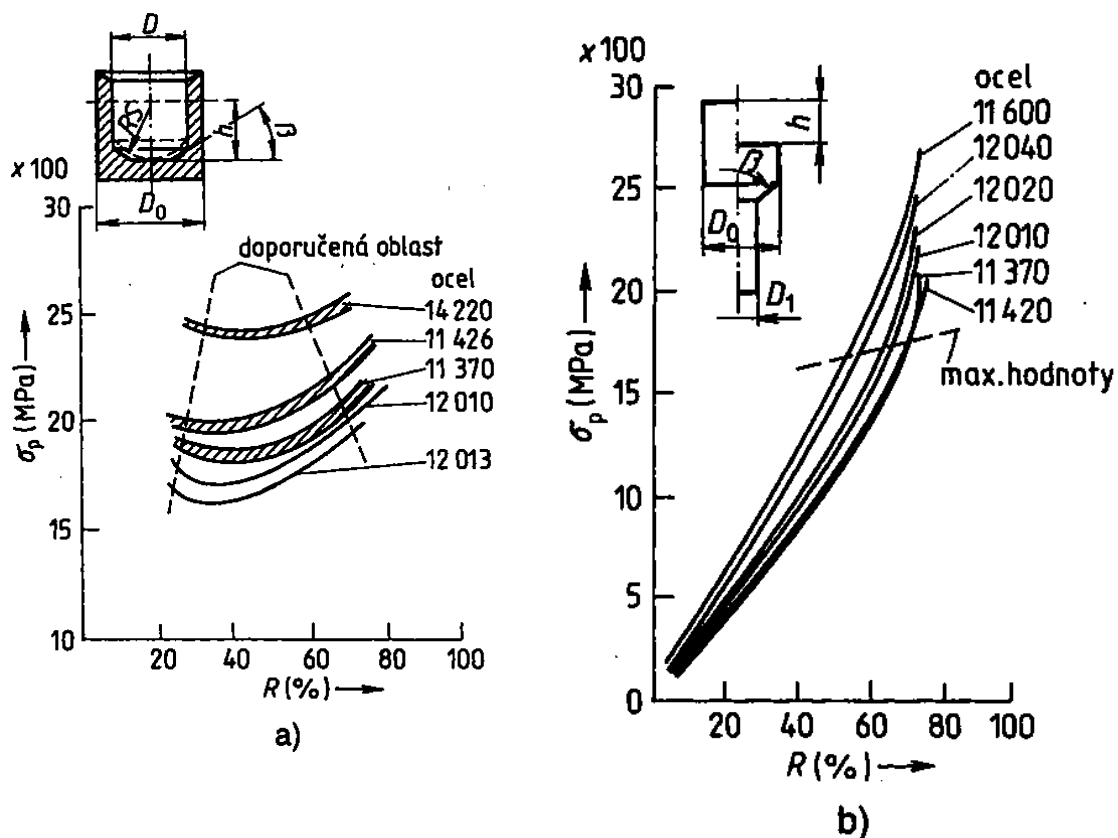 D
R5
h
β
D₀
x100
30
25
20
15
10
σₚ (MPa)
doporučená oblast
ocel
14 220
11 426
11 370
12 010
12 013
20 40 60 80 100
R (%)
a)
x100
30
25
20
15
10
5
0
σₚ (MPa)
h
β
D₀
D₁
ocel
11 600
12 040
12 020
12 010
11 370
11 420
max. hodnoty
20 40 60 80 100
R (%)
b)